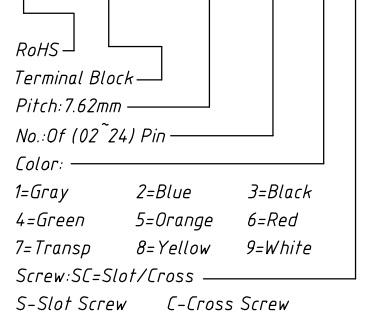 RoHS
Terminal Block
Pitch:7.62mm
No.:Of (02~24) Pin
Color:
1=Gray 2=Blue 3=Black
4=Green 5=Orange 6=Red
7=Transp 8=Yellow 9=White
Screw:SC=Slot/Cross
S-Slot Screw C-Cross Screw